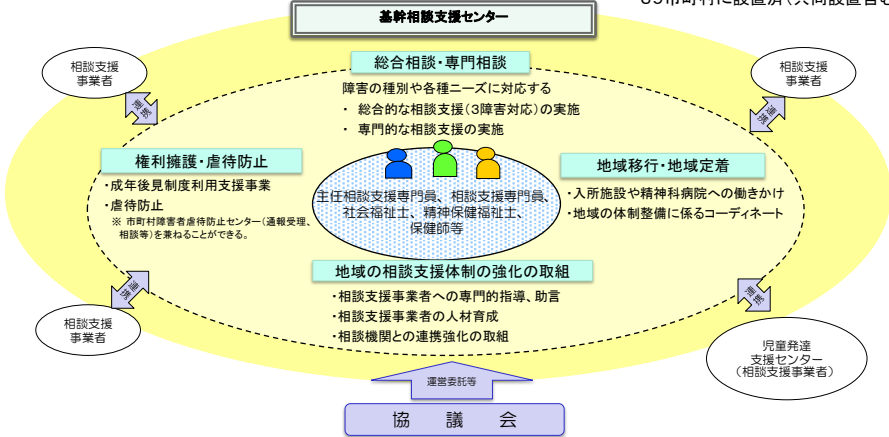 市町村に設置済（共同設置含む
基幹相談支援センター
相談支援
事業者
連携
総合相談・専門相談
障害の種別や各種ニーズに対応する
・ 総合的な相談支援（3障害対応）の実施
・ 専門的な相談支援の実施
相談支援
事業者
連携
権利擁護・虐待防止
・成年後見制度利用支援事業
・虐待防止
※ 市町村障害者虐待防止センター（通報受理、
相談等）を兼ねることができる。
主任相談支援専門員、相談支援専門員、
社会福祉士、精神保健福祉士、
保健師等
地域移行・地域定着
・入所施設や精神科病院への働きかけ
・地域の体制整備に係るコーディネート
地域の相談支援体制の強化の取組
・相談支援事業者への専門的指導、助言
・相談支援事業者の人材育成
・相談機関との連携強化の取組
連携
相談支援
事業者
連携
児童発達
支援センター
（相談支援事業者）
運営委託等
協 議 会